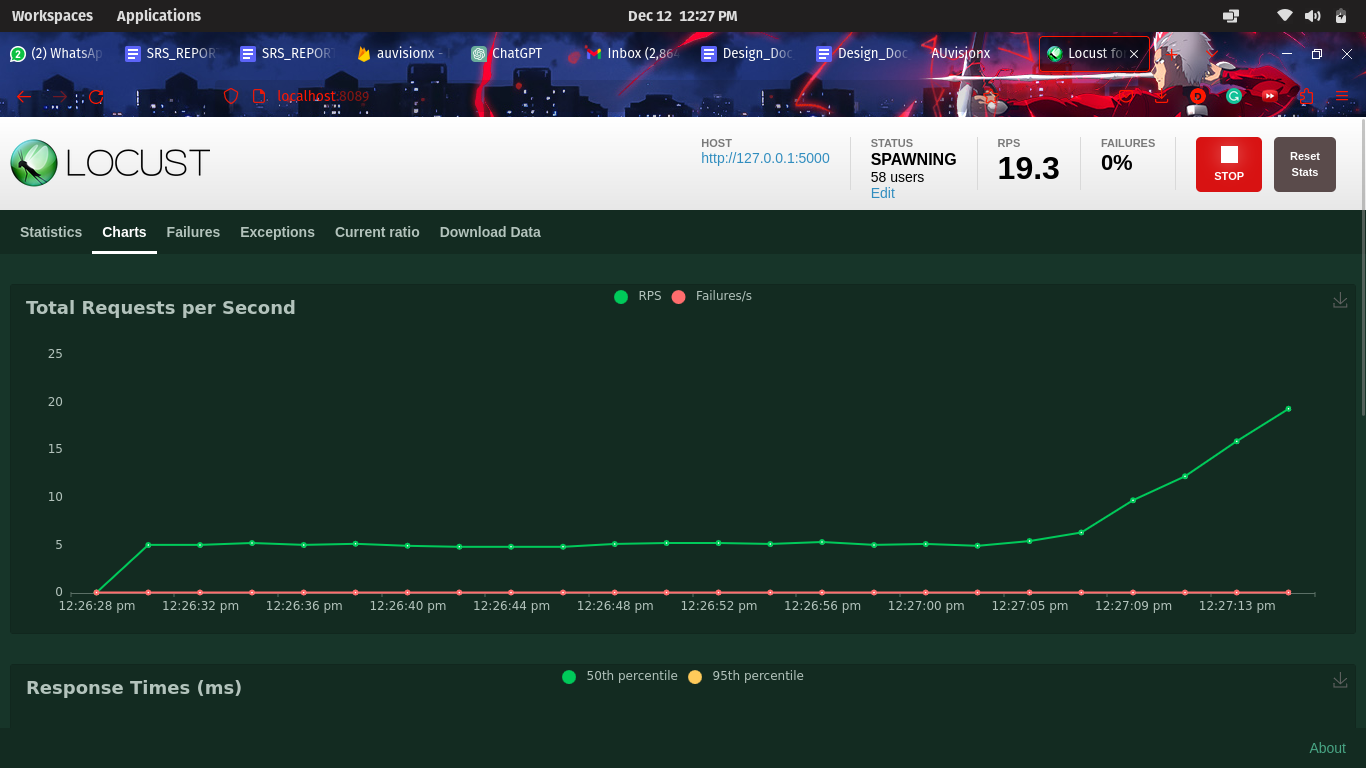 Workspaces Applications Dec 12 12:27 PM
(2) WhatsAp SRS_REPOR SRS_REPOR auvisionx - ChatGPT Inbox (2,864 Design_Doc Design_Doc AUvisionx Locust for
localhost:8089
LOCUST
HOST
http://127.0.0.1:5000
STATUS
SPAWNING
58 users
Edit
RPS
19.3
FAILURES
0%
STOP
Reset
Stats
Statistics Charts Failures Exceptions Current ratio Download Data
Total Requests per Second
RPS Failures/s
25
20
15
10
5
0
12:26:28 pm 12:26:32 pm 12:26:36 pm 12:26:40 pm 12:26:44 pm 12:26:48 pm 12:26:52 pm 12:26:56 pm 12:27:00 pm 12:27:05 pm 12:27:09 pm 12:27:13 pm
Response Times (ms)
50th percentile 95th percentile
About